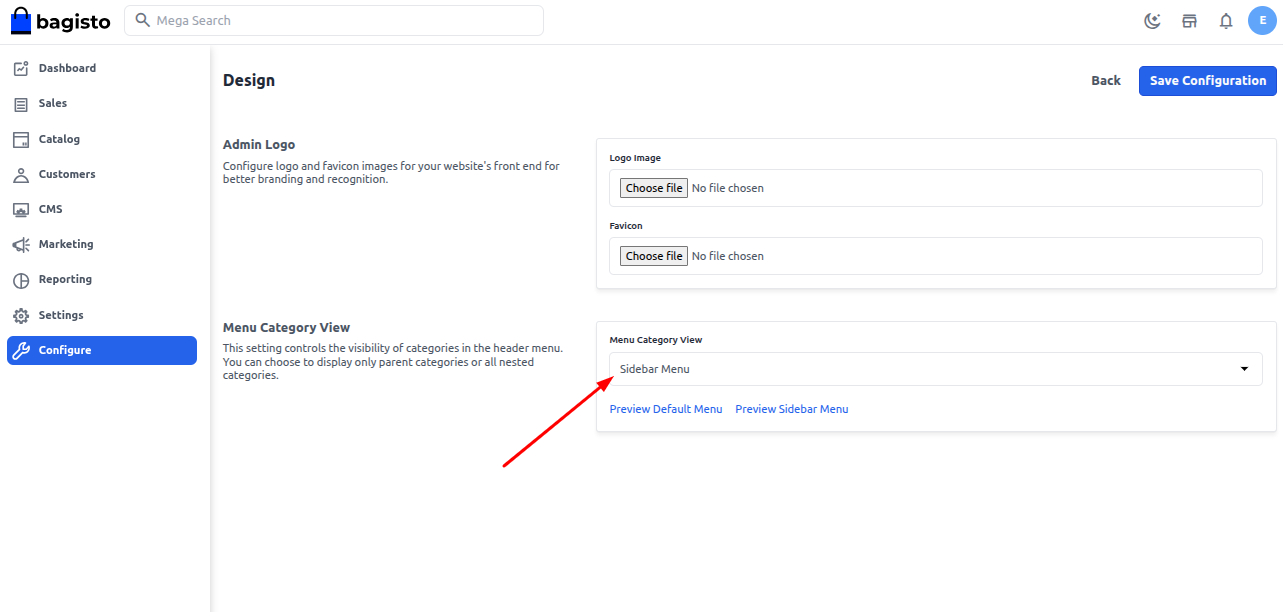 bagisto
Mega Search
E
Dashboard
Sales
Catalog
Customers
CMS
Marketing
Reporting
Settings
Configure
Design
Back
Save Configuration
Admin Logo
Configure logo and favicon images for your website's front end for
better branding and recognition.
Logo Image
Choose file No file chosen
Favicon
Choose file No file chosen
Menu Category View
This setting controls the visibility of categories in the header menu.
You can choose to display only parent categories or all nested
categories.
Menu Category View
Sidebar Menu
Preview Default Menu Preview Sidebar Menu